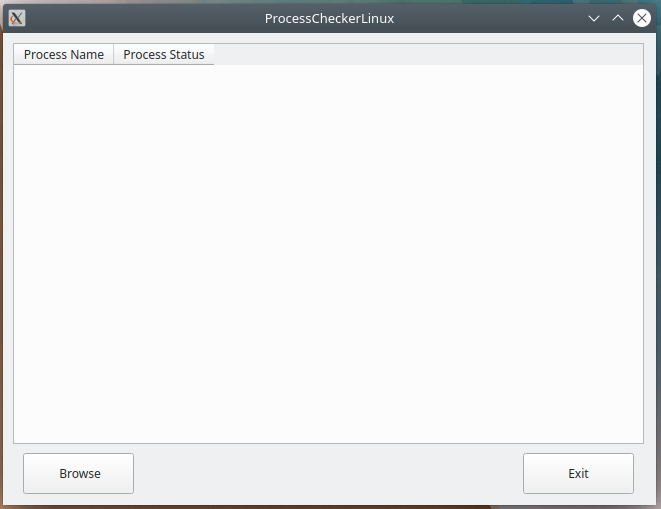 ProcessCheckerLinux
Process Name Process Status
Browse Exit